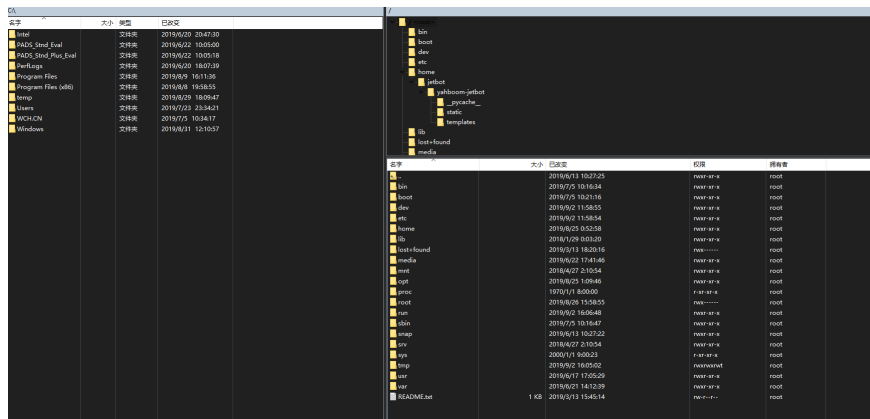 C:\
名字 大小 类型 已改变
Intel 文件夹 2019/6/20 20:47:30
PADS_Stnd_Eval 文件夹 2019/6/22 10:05:00
PADS_Stnd_Plus_Eval 文件夹 2019/6/22 10:05:18
PerfLogs 文件夹 2019/6/20 18:07:39
Program Files 文件夹 2019/8/9 16:11:36
Program Files (x86) 文件夹 2019/8/8 19:58:55
temp 文件夹 2019/8/29 18:09:47
Users 文件夹 2019/7/23 23:34:21
WCH.CN 文件夹 2019/7/5 10:34:17
Windows 文件夹 2019/8/31 12:10:57
/
bin
boot
dev
etc
home
jetbot
yahboom-jetbot
__pycache__
static
templates
lib
lost+found
media
名字 大小 已改变 权限 拥有者
.. 2019/6/13 10:27:25 rwxr-xr-x root
bin 2019/7/5 10:16:34 rwxr-xr-x root
boot 2019/7/5 10:21:16 rwxr-xr-x root
dev 2019/9/2 11:58:55 rwxr-xr-x root
etc 2019/9/2 11:58:54 rwxr-xr-x root
home 2019/8/25 0:52:58 rwxr-xr-x root
lib 2018/1/29 0:03:20 rwxr-xr-x root
lost+found 2019/3/13 18:20:16 rwx------ root
media 2019/6/22 17:41:46 rwxr-xr-x root
mnt 2018/4/27 2:10:54 rwxr-xr-x root
opt 2019/8/25 1:09:46 rwxr-xr-x root
proc 1970/1/1 8:00:00 r-xr-xr-x root
root 2019/8/26 15:58:55 rwx------ root
run 2019/9/2 16:06:48 rwxr-xr-x root
sbin 2019/7/5 10:16:47 rwxr-xr-x root
snap 2019/6/13 10:27:22 rwxr-xr-x root
srv 2018/4/27 2:10:54 rwxr-xr-x root
sys 2000/1/1 9:00:23 r-xr-xr-x root
tmp 2019/9/2 16:05:02 rwxrwxrwt root
usr 2019/6/17 17:05:29 rwxr-xr-x root
var 2019/6/21 14:12:39 rwxr-xr-x root
README.txt 1 KB 2019/3/13 15:45:14 rw-r--r-- root